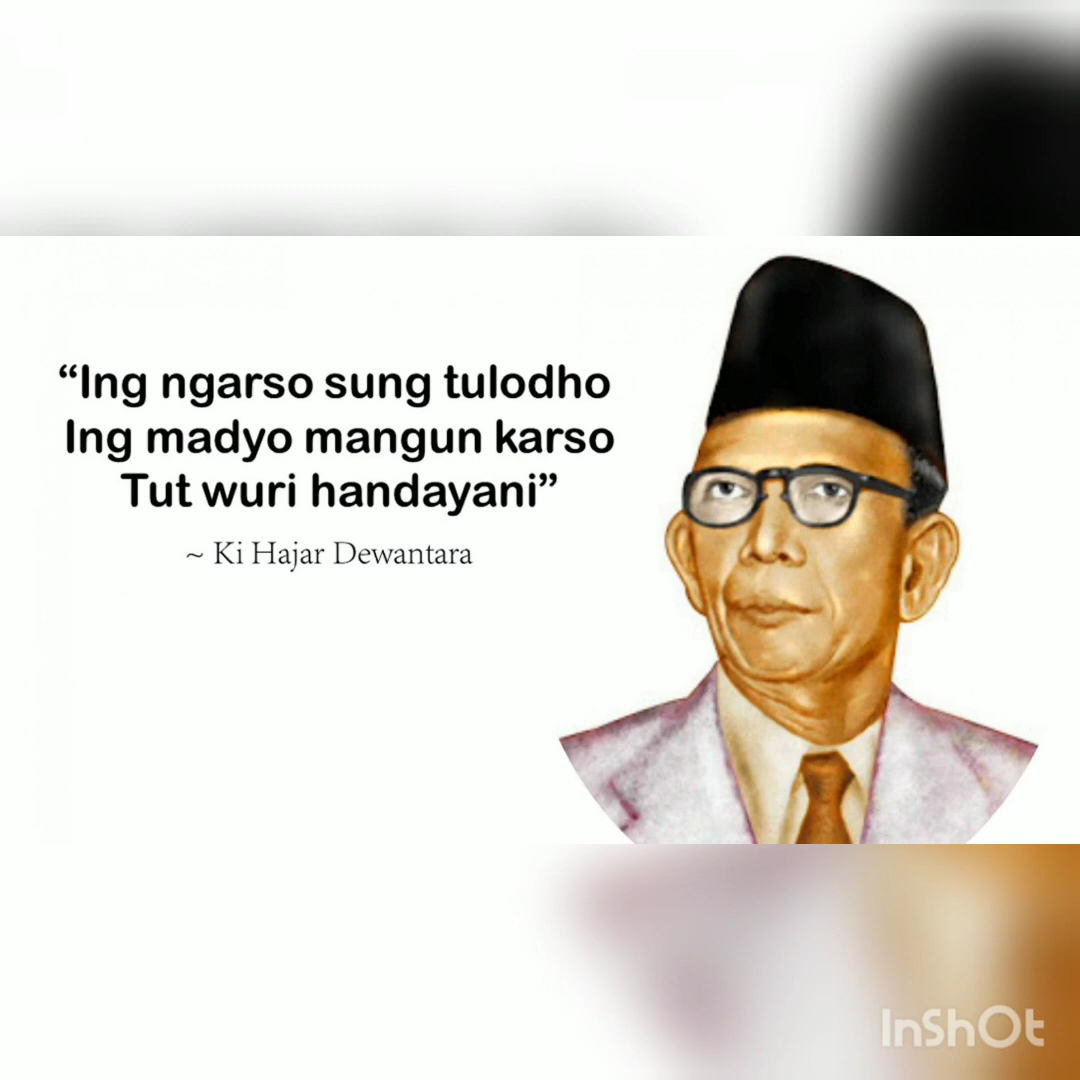 “Ing ngarso sung tulodho
Ing madyo mangun karso
Tut wuri handayani”
~ Ki Hajar Dewantara
InShOt